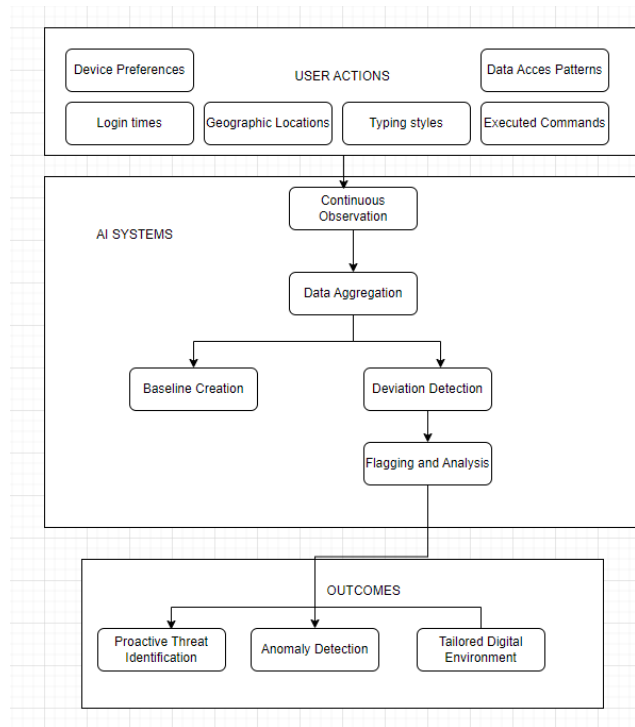 Device Preferences
USER ACTIONS
Data Acces Patterns
Login times
Geographic Locations
Typing styles
Executed Commands
Continuous
Observation
AI SYSTEMS
Data Aggregation
Baseline Creation
Deviation Detection
Flagging and Analysis
OUTCOMES
Proactive Threat
Identification
Anomaly Detection
Tailored Digital
Environment